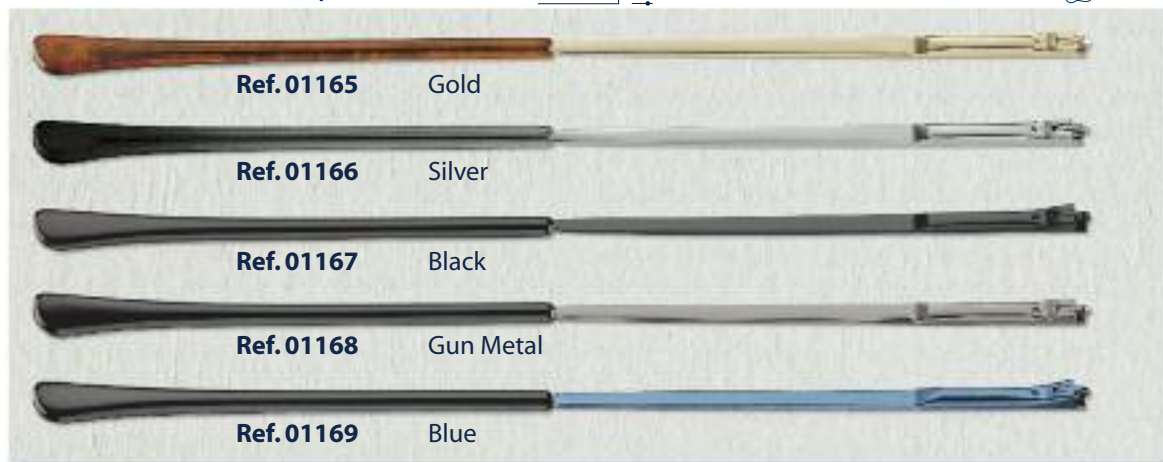 Ref. 01165 Gold
Ref. 01166 Silver
Ref. 01167 Black
Ref. 01168 Gun Metal
Ref. 01169 Blue